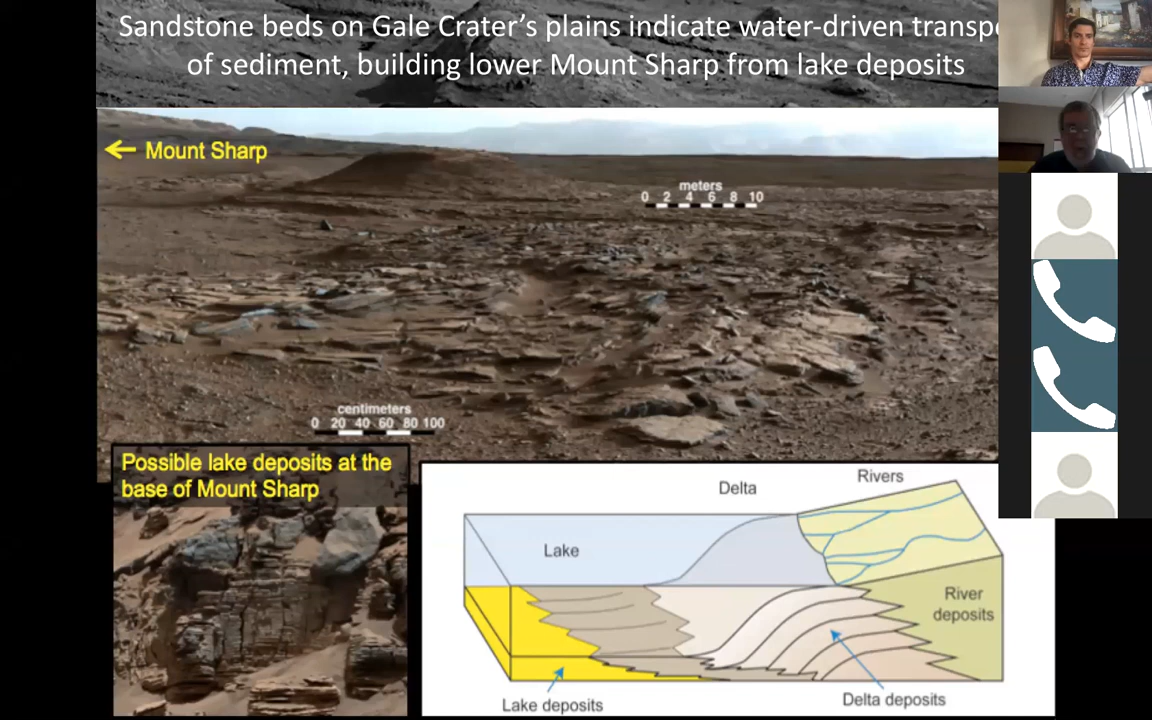 Sandstone beds on Gale Crater’s plains indicate water-driven
of sediment, building lower Mount Sharp from lake deposits
← Mount Sharp
meters
0 2 4 6 8 10
centimeters
0 20 40 60 80 100
Possible lake deposits at the
base of Mount Sharp
Rivers
Delta
Lake
River
deposits
Lake deposits
Delta deposits